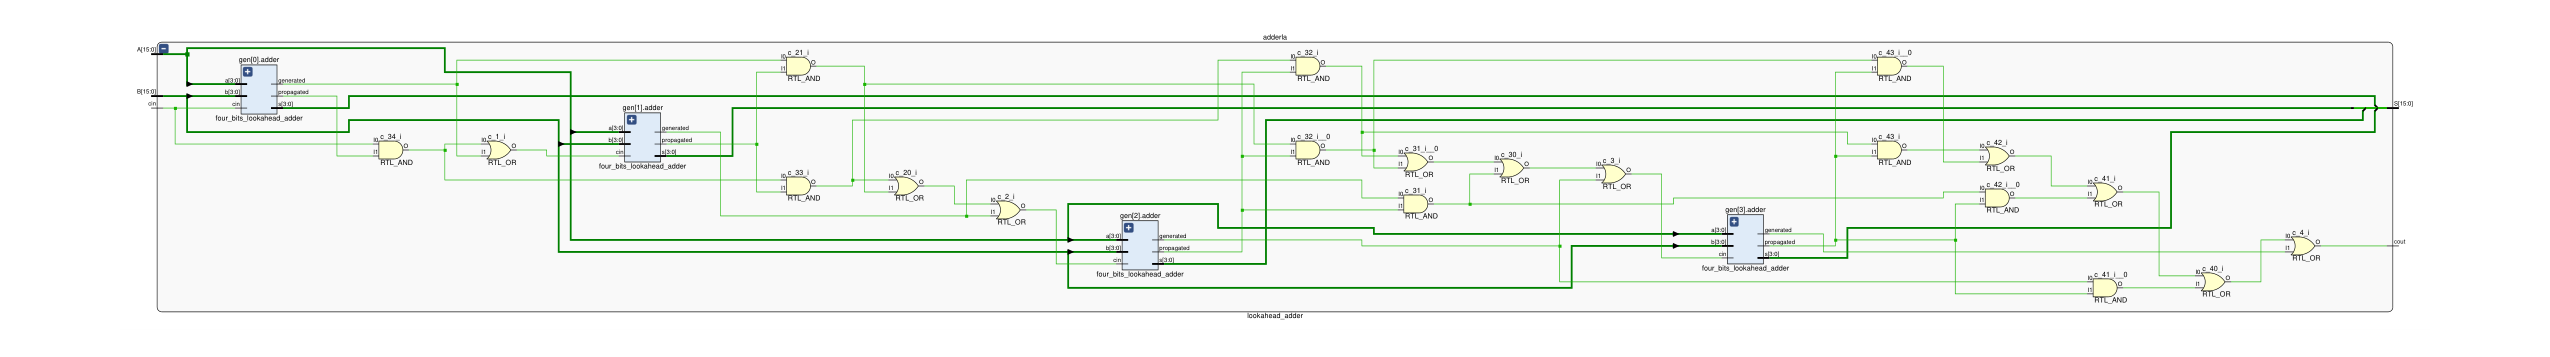 adderla
A[15:0]
B[15:0]
cin
gen[0].adder
a[3:0]
b[3:0]
cin
generated
propagated
s[3:0]
four_bits_lookahead_adder
c_34_i
I0
I1
O
RTL_AND
c_1_i
I0
I1
O
RTL_OR
gen[1].adder
a[3:0]
b[3:0]
cin
generated
propagated
s[3:0]
four_bits_lookahead_adder
c_21_i
I0
I1
O
RTL_AND
c_33_i
I0
I1
O
RTL_AND
c_20_i
I0
I1
O
RTL_OR
c_2_i
I0
I1
O
RTL_OR
gen[2].adder
a[3:0]
b[3:0]
cin
generated
propagated
s[3:0]
four_bits_lookahead_adder
c_32_i
I0
I1
O
RTL_AND
c_32_i__0
I0
I1
O
RTL_AND
c_31_i__0
I0
I1
O
RTL_OR
c_31_i
I0
I1
O
RTL_AND
c_30_i
I0
I1
O
RTL_OR
c_3_i
I0
I1
O
RTL_OR
gen[3].adder
a[3:0]
b[3:0]
cin
generated
propagated
s[3:0]
four_bits_lookahead_adder
c_43_i__0
I0
I1
O
RTL_AND
c_43_i
I0
I1
O
RTL_AND
c_42_i
I0
I1
O
RTL_OR
c_42_i__0
I0
I1
O
RTL_AND
c_41_i
I0
I1
O
RTL_OR
c_41_i__0
I0
I1
O
RTL_AND
c_40_i
I0
I1
O
RTL_OR
c_4_i
I0
I1
O
RTL_OR
S[15:0]
cout
lookahead_adder